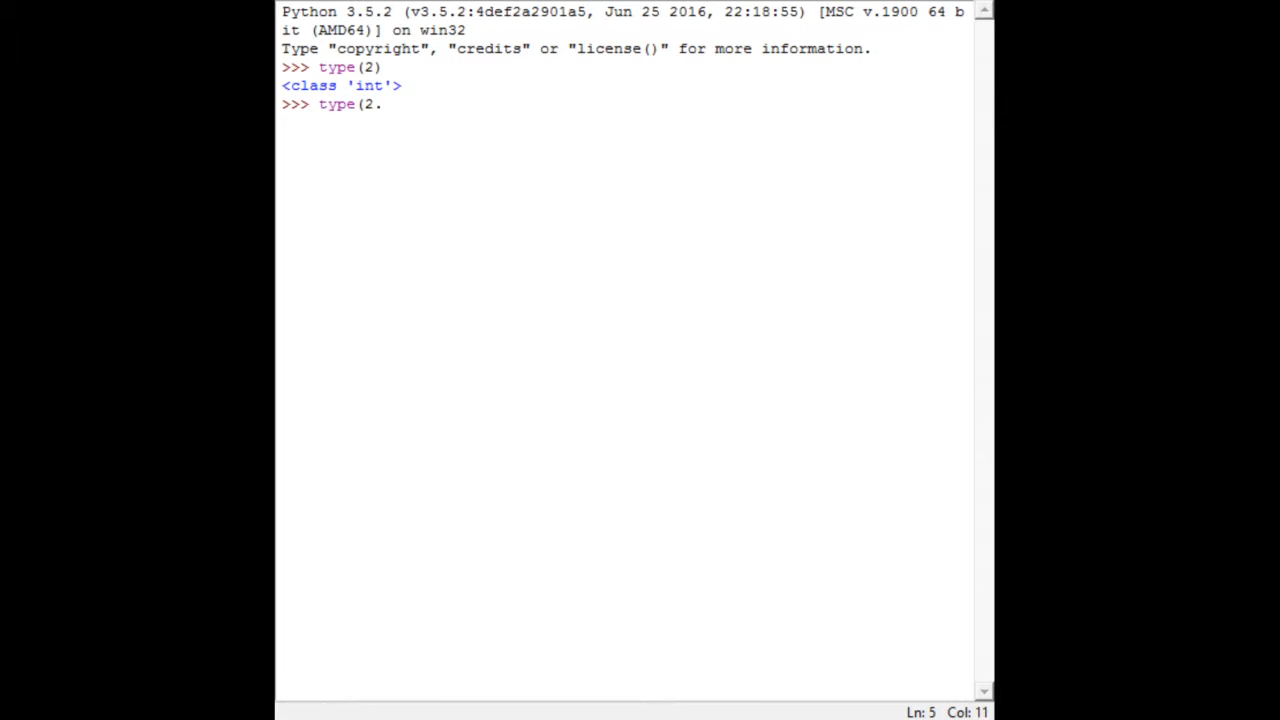 Python 3.5.2 (v3.5.2:4def2a2901a5, Jun 25 2016, 22:18:55) [MSC v.1900 64 b
it (AMD64)] on win32
Type "copyright", "credits" or "license()" for more information.
>>> type(2)
<class 'int'>
>>> type(2.
Ln: 5 Col: 11